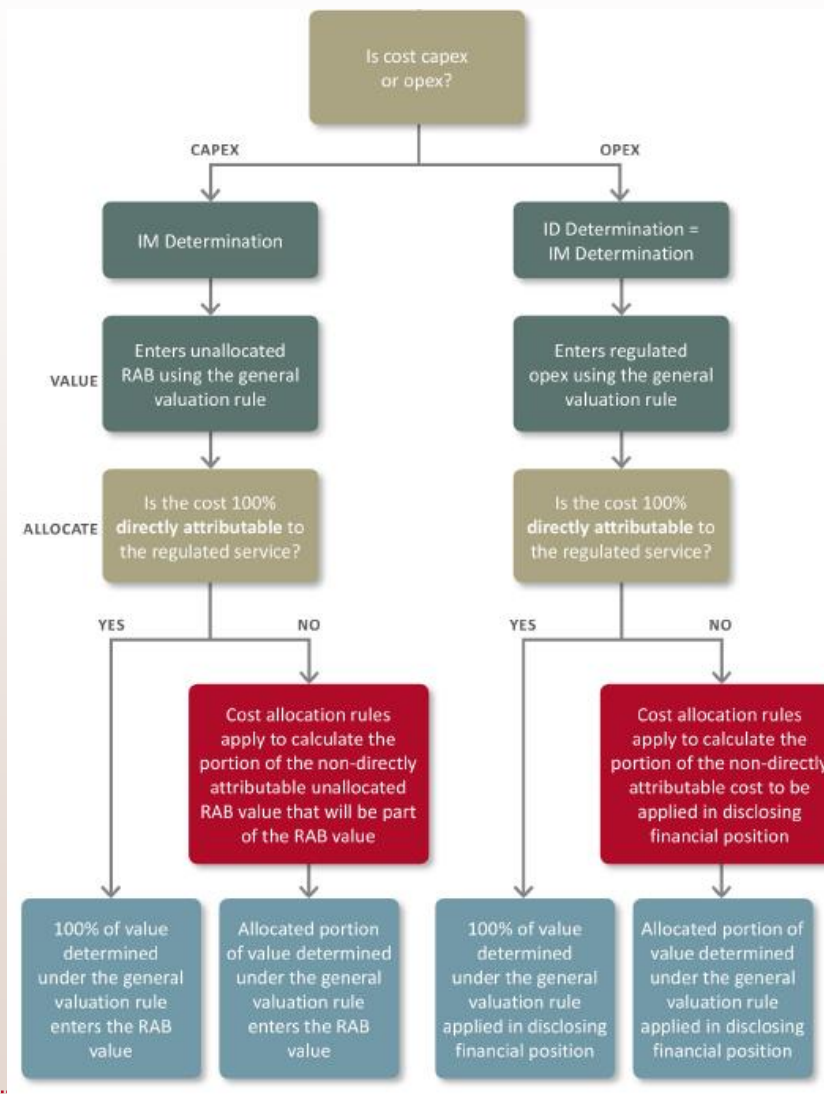 Is cost capex
or opex?
CAPEX
OPEX
IM Determination
ID Determination =
IM Determination
VALUE
Enters unallocated
RAB using the general
valuation rule
Enters regulated
opex using the general
valuation rule
ALLOCATE
Is the cost 100%
directly attributable to
the regulated service?
Is the cost 100%
directly attributable to
the regulated service?
YES
NO
YES
NO
Cost allocation rules
apply to calculate the
portion of the non-directly
attributable unallocated
RAB value that will be part
of the RAB value
Cost allocation rules
apply to calculate the
portion of the non-directly
attributable cost to be
applied in disclosing
financial position
100% of value
determined
under the general
valuation rule
enters the RAB
value
Allocated portion
of value determined
under the general
valuation rule
enters the RAB
value
100% of value
determined
under the general
valuation rule
applied in disclosing
financial position
Allocated portion of
value determined
under the general
valuation rule
applied in disclosing
financial position